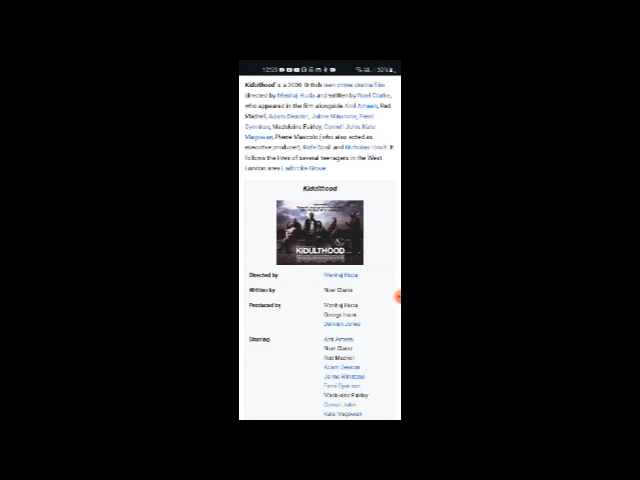 12:53
32%
Kidulthood is a 2006 British teen crime drama film
directed by Menhaj Huda and written by Noel Clarke,
who appeared in the film alongside Aml Ameen, Red
Madrell, Adam Deacon, Jaime Winstone, Femi
Oyeniran, Madeleine Fairley, Cornell John, Kate
Magowan, Pierre Mascolo (who also acted as
executive producer), Rafe Spall and Nicholas Hoult. It
follows the lives of several teenagers in the West
London area Ladbroke Grove.
Kidulthood
KIDULTHOOD
Directed by Menhaj Huda
Written by Noel Clarke
Produced by Menhaj Huda
George Isaac
Damian Jones
Starring Aml Ameen
Noel Clarke
Red Madrell
Adam Deacon
Jaime Winstone
Femi Oyeniran
Madeleine Fairley
Cornell John
Kate Magowan